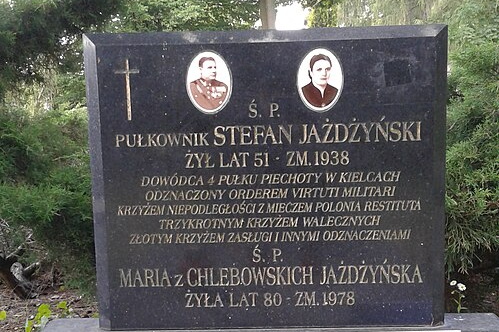 Ś. P.
PUŁKOWNIK STEFAN JAŻDŻYŃSKI
ŻYŁ LAT 51 - ZM. 1938
DOWÓDCA 4 PUŁKU PIECHOTY W KIELCACH
ODZNACZONY ORDEREM VIRTUTI MILITARI
KRZYŻEM NIEPODLEGŁOŚCI Z MIECZEM POLONIA RESTITUTA
TRZYKROTNYM KRZYŻEM WALECZNYCH
ZŁOTYM KRZYŻEM ZASŁUGI I INNYMI ODZNACZENIAMI
Ś. P.
MARIA z CHLEBOWSKICH JAŻDŻYŃSKA
ŻYŁA LAT 80 - ZM. 1978